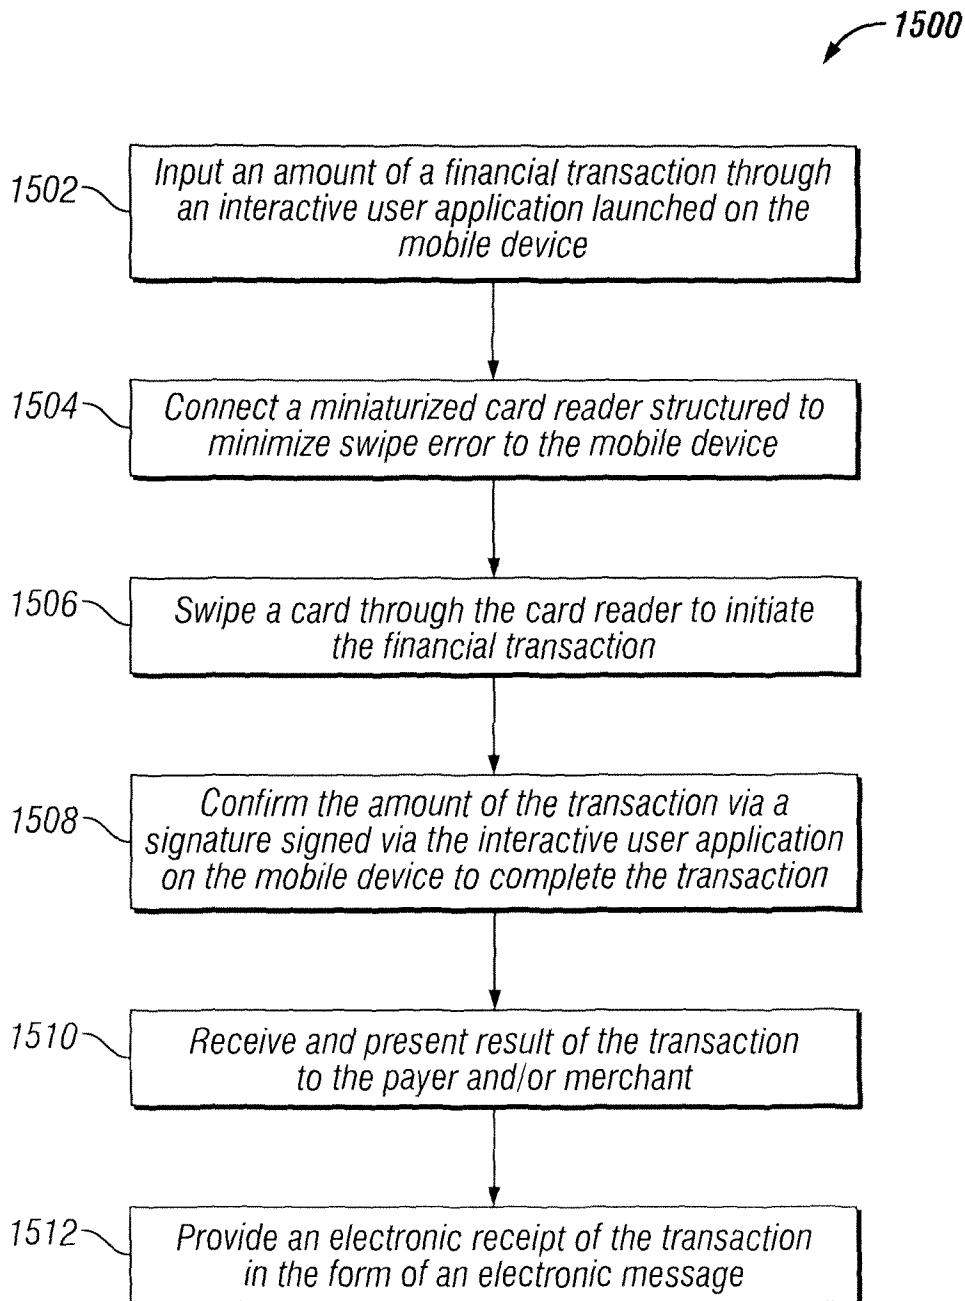 1500
1502
Input an amount of a financial transaction through
an interactive user application launched on the
mobile device
1504
Connect a miniaturized card reader structured to
minimize swipe error to the mobile device
1506
Swipe a card through the card reader to initiate
the financial transaction
1508
Confirm the amount of the transaction via a
signature signed via the interactive user application
on the mobile device to complete the transaction
1510
Receive and present result of the transaction
to the payer and/or merchant
1512
Provide an electronic receipt of the transaction
in the form of an electronic message